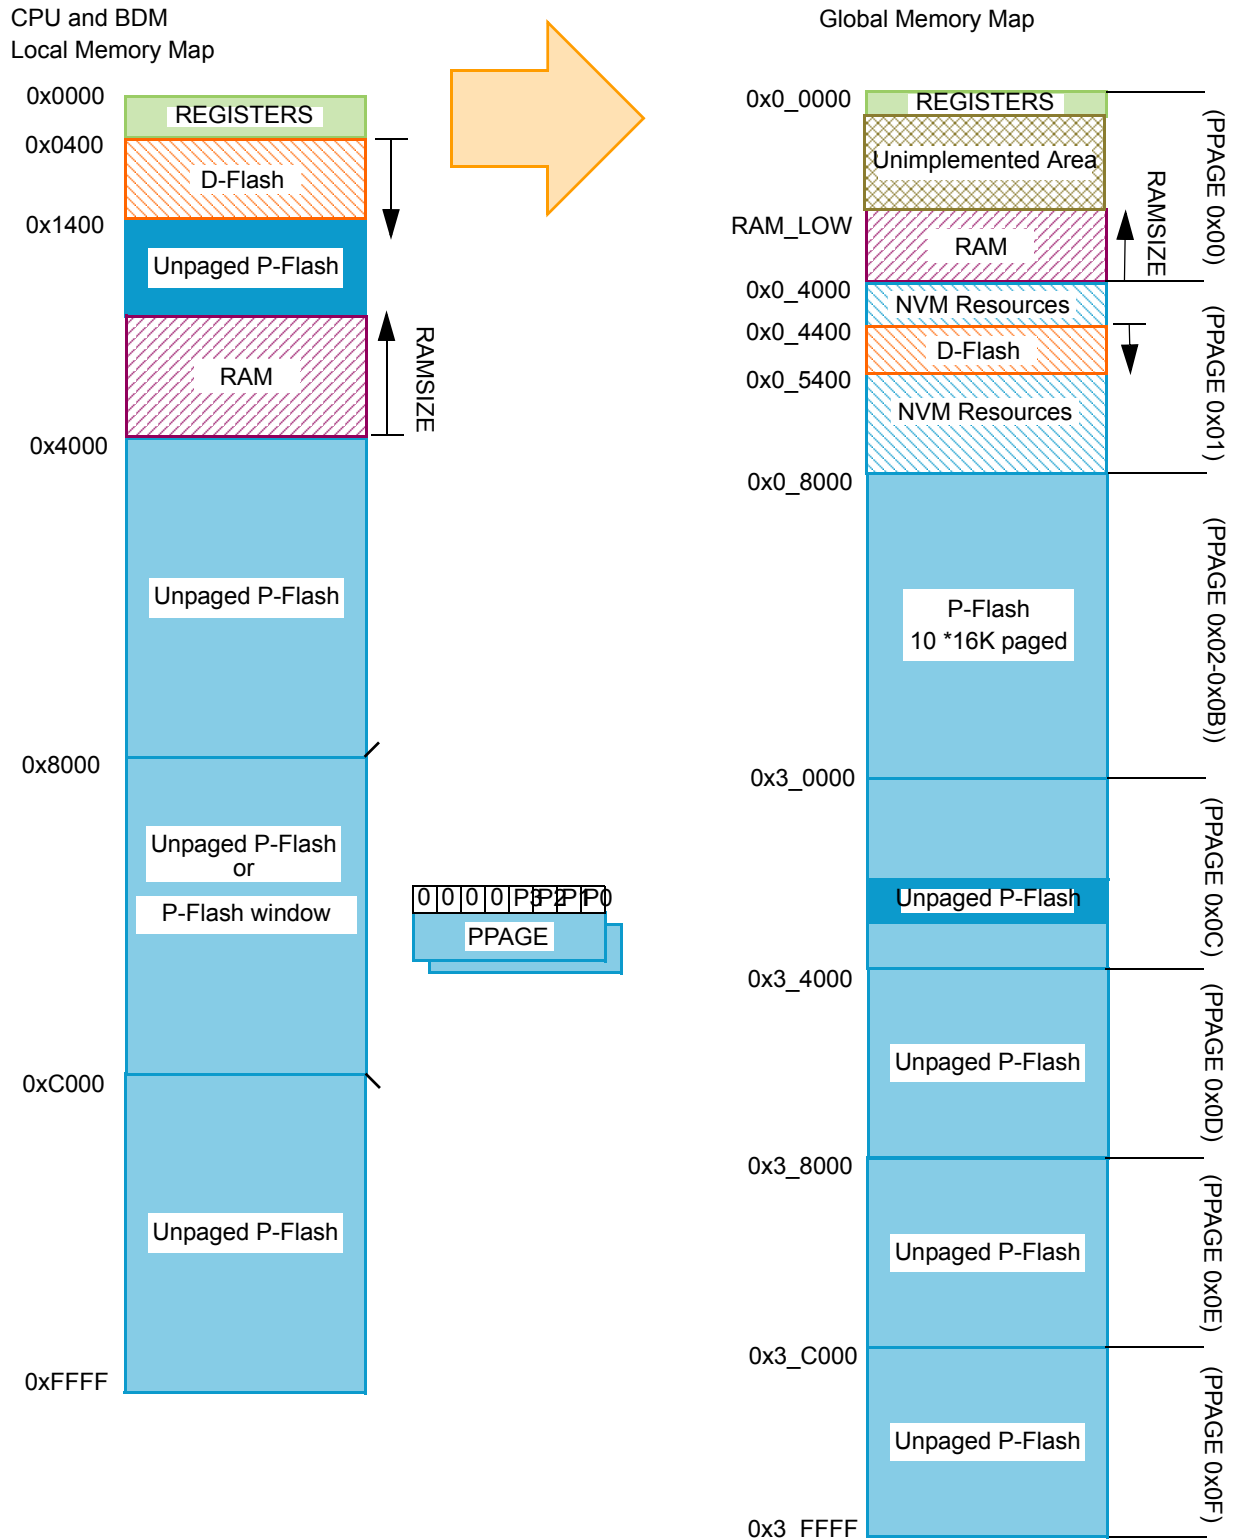 CPU and BDM
Local Memory Map
0x0000
REGISTERS
0x0400
D-Flash
0x1400
Unpaged P-Flash
RAM
RAMSIZE
0x4000
Unpaged P-Flash
0x8000
Unpaged P-Flash
or
P-Flash window
0xC000
Unpaged P-Flash
0xFFFF
0 0 0 0 P3 P2 P1 P0
PPAGE
Global Memory Map
0x0_0000
REGISTERS
Unimplemented Area
(PPAGE 0x00)
RAM_LOW
RAM
RAMSIZE
0x0_4000
NVM Resources
0x0_4400
D-Flash
(PPAGE 0x01)
0x0_5400
NVM Resources
0x0_8000
P-Flash
10 *16K paged
(PPAGE 0x02-0x0B))
0x3_0000
Unpaged P-Flash
(PPAGE 0x0C)
0x3_4000
Unpaged P-Flash
(PPAGE 0x0D)
0x3_8000
Unpaged P-Flash
(PPAGE 0x0E)
0x3_C000
Unpaged P-Flash
(PPAGE 0x0F)
0x3_FFFF